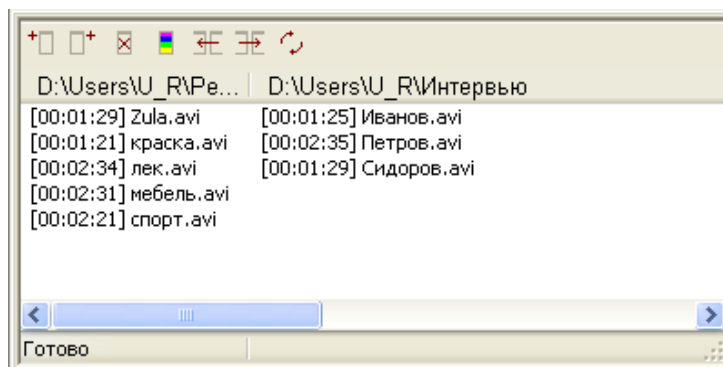 D:\Users\U_R\Pe... D:\Users\U_R\Интервью
[00:01:29] Zula.avi [00:01:25] Иванов.avi
[00:01:21] краска.avi [00:02:35] Петров.avi
[00:02:34] лек.avi [00:01:29] Сидоров.avi
[00:02:31] мебель.avi
[00:02:21] спорт.avi
Готово